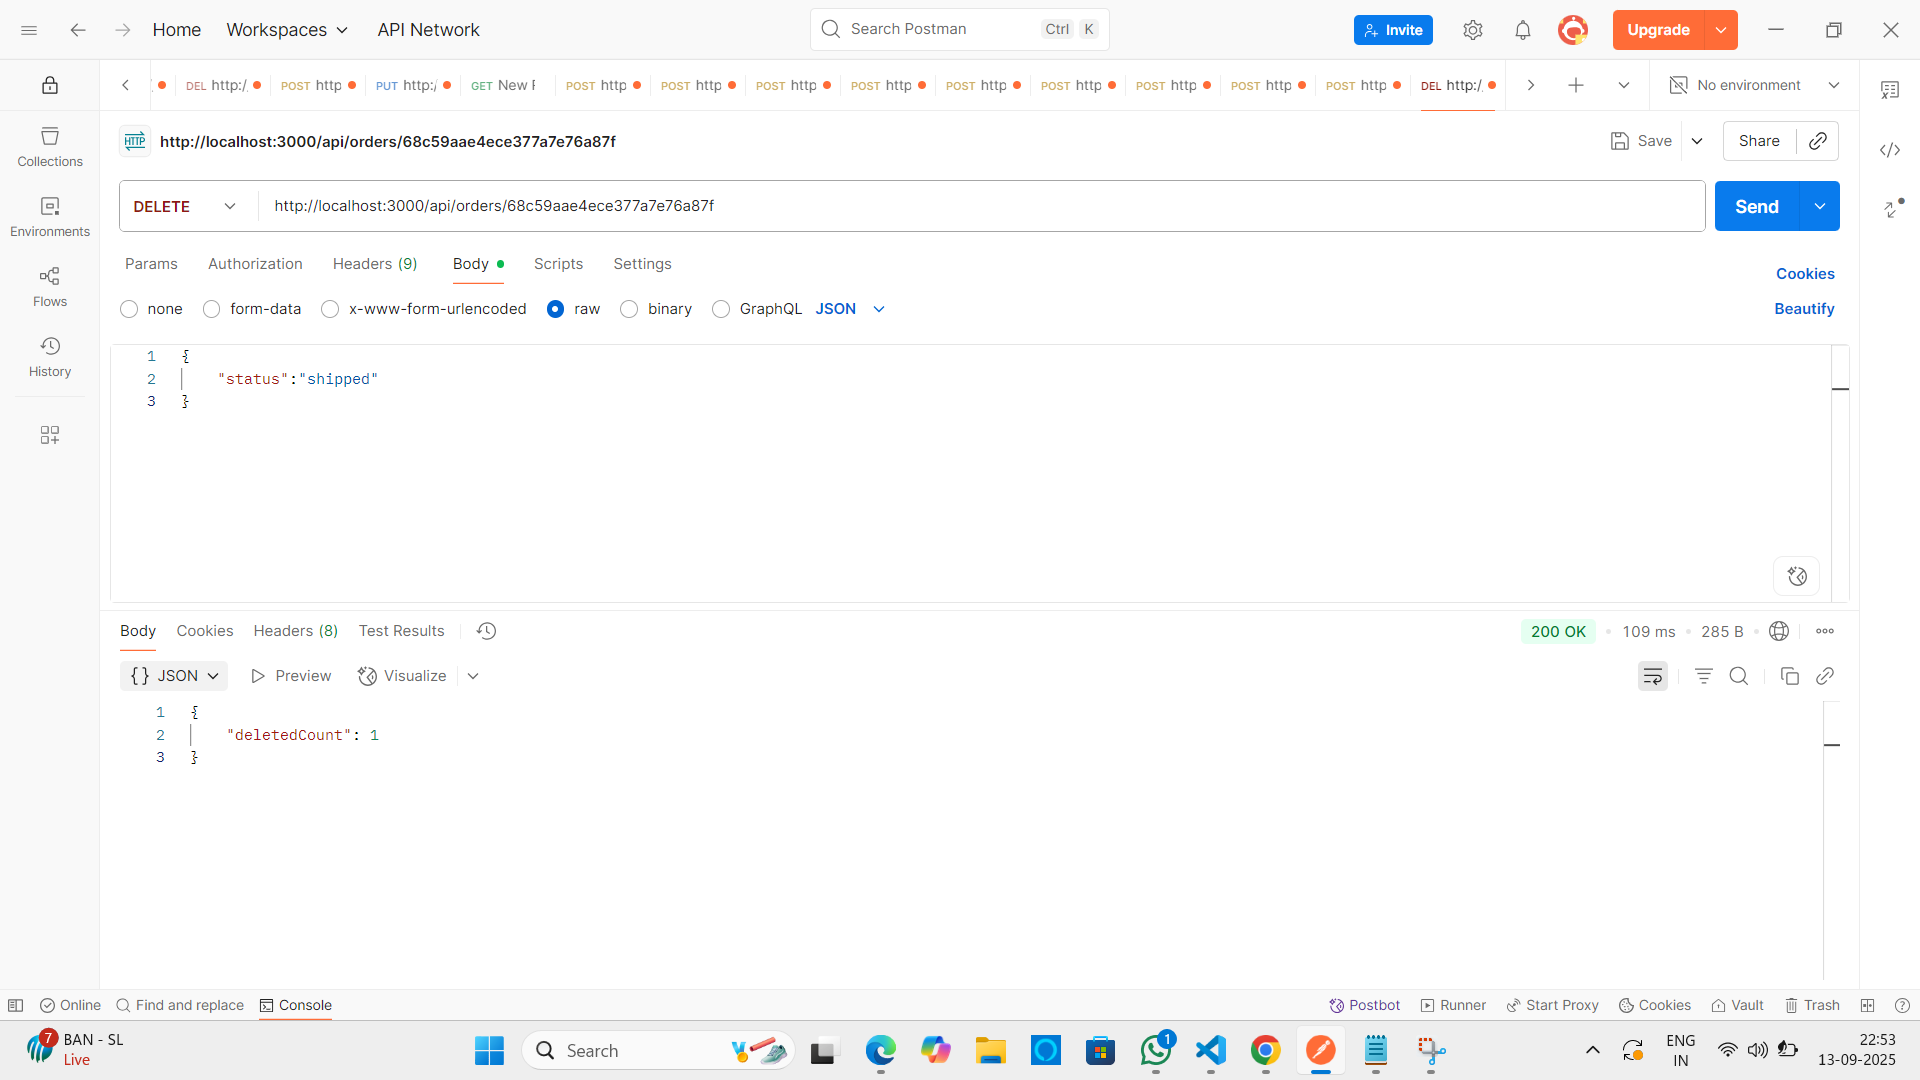 Home
Workspaces
API Network
Search Postman
Ctrl
K
Invite
Upgrade
DEL http:/
POST http
PUT http:/
GET New
POST http
POST http
POST http
POST http
POST http
POST http
POST http
POST http
POST http
DEL http:/
No environment
Collections
Environments
Flows
History
HTTP
http://localhost:3000/api/orders/68c59aae4ece377a7e76a87f
Save
Share
DELETE
http://localhost:3000/api/orders/68c59aae4ece377a7e76a87f
Send
Params
Authorization
Headers (9)
Body
Scripts
Settings
Cookies
none
form-data
x-www-form-urlencoded
raw
binary
GraphQL
JSON
Beautify
1 {
2 "status":"shipped"
3 }
Body
Cookies
Headers (8)
Test Results
200 OK
109 ms
285 B
{} JSON
Preview
Visualize
1 {
2 "deletedCount": 1
3 }
Online
Find and replace
Console
Postbot
Runner
Start Proxy
Cookies
Vault
Trash
7
BAN - SL
Live
Search
1
ENG
IN
22:53
13-09-2025